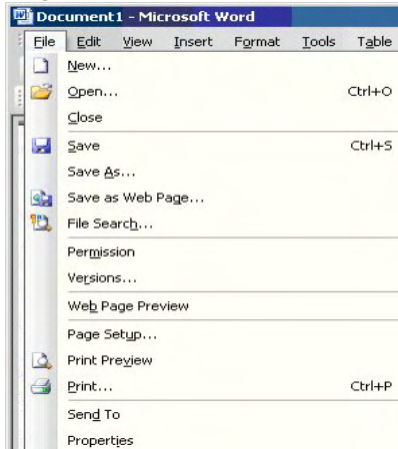 Document1 - Microsoft Word
File Edit View Insert Format Tools Table
New...
Open... Ctrl+O
Close
Save Ctrl+S
Save As...
Save as Web Page...
File Search...
Permission
Versions...
Web Page Preview
Page Setup...
Print Preview
Print... Ctrl+P
Send To
Properties